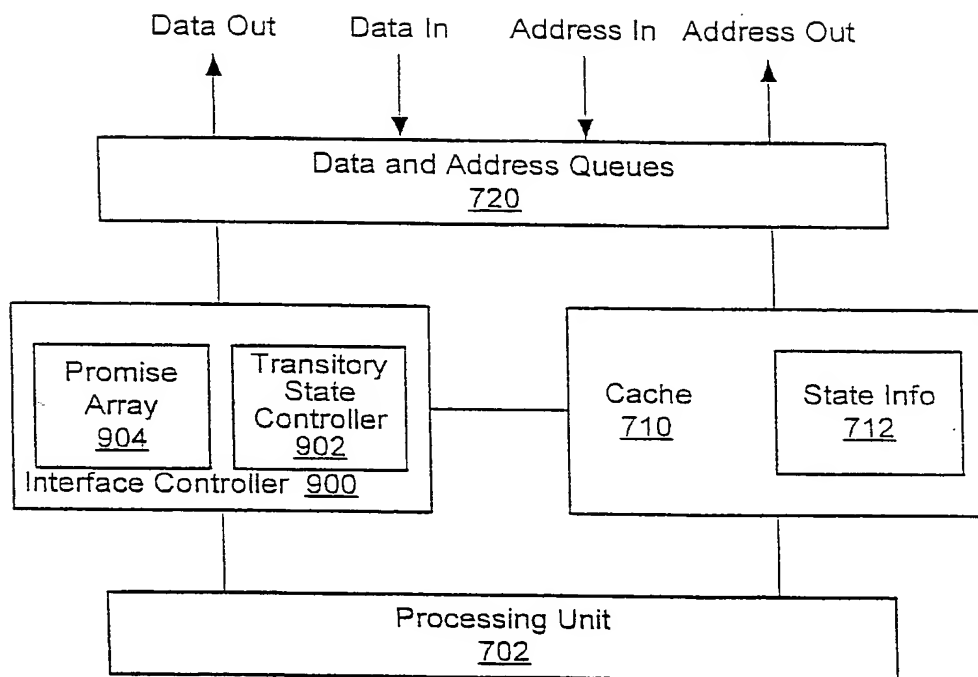 Data Out
Data In
Address In
Address Out
Data and Address Queues
720
Promise
Array
904
Transitory
State
Controller
902
Interface Controller 900
Cache
710
State Info
712
Processing Unit
702